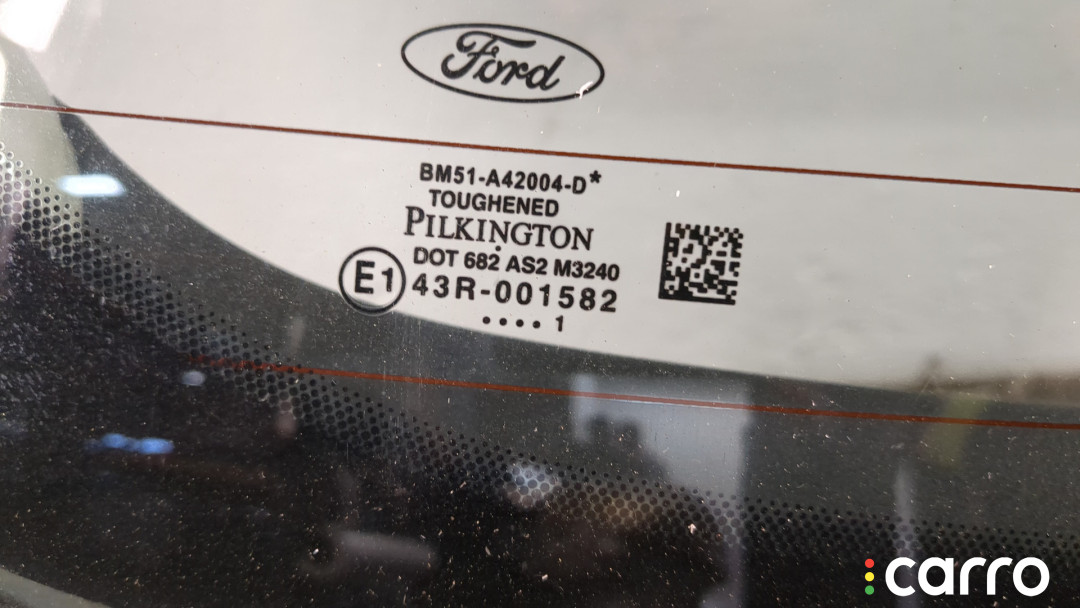 Ford
BM51-A42004-D*
TOUGHENED
PILKINGTON
DOT 682 AS2 M3240
E1 43R-001582
•••• 1
carro